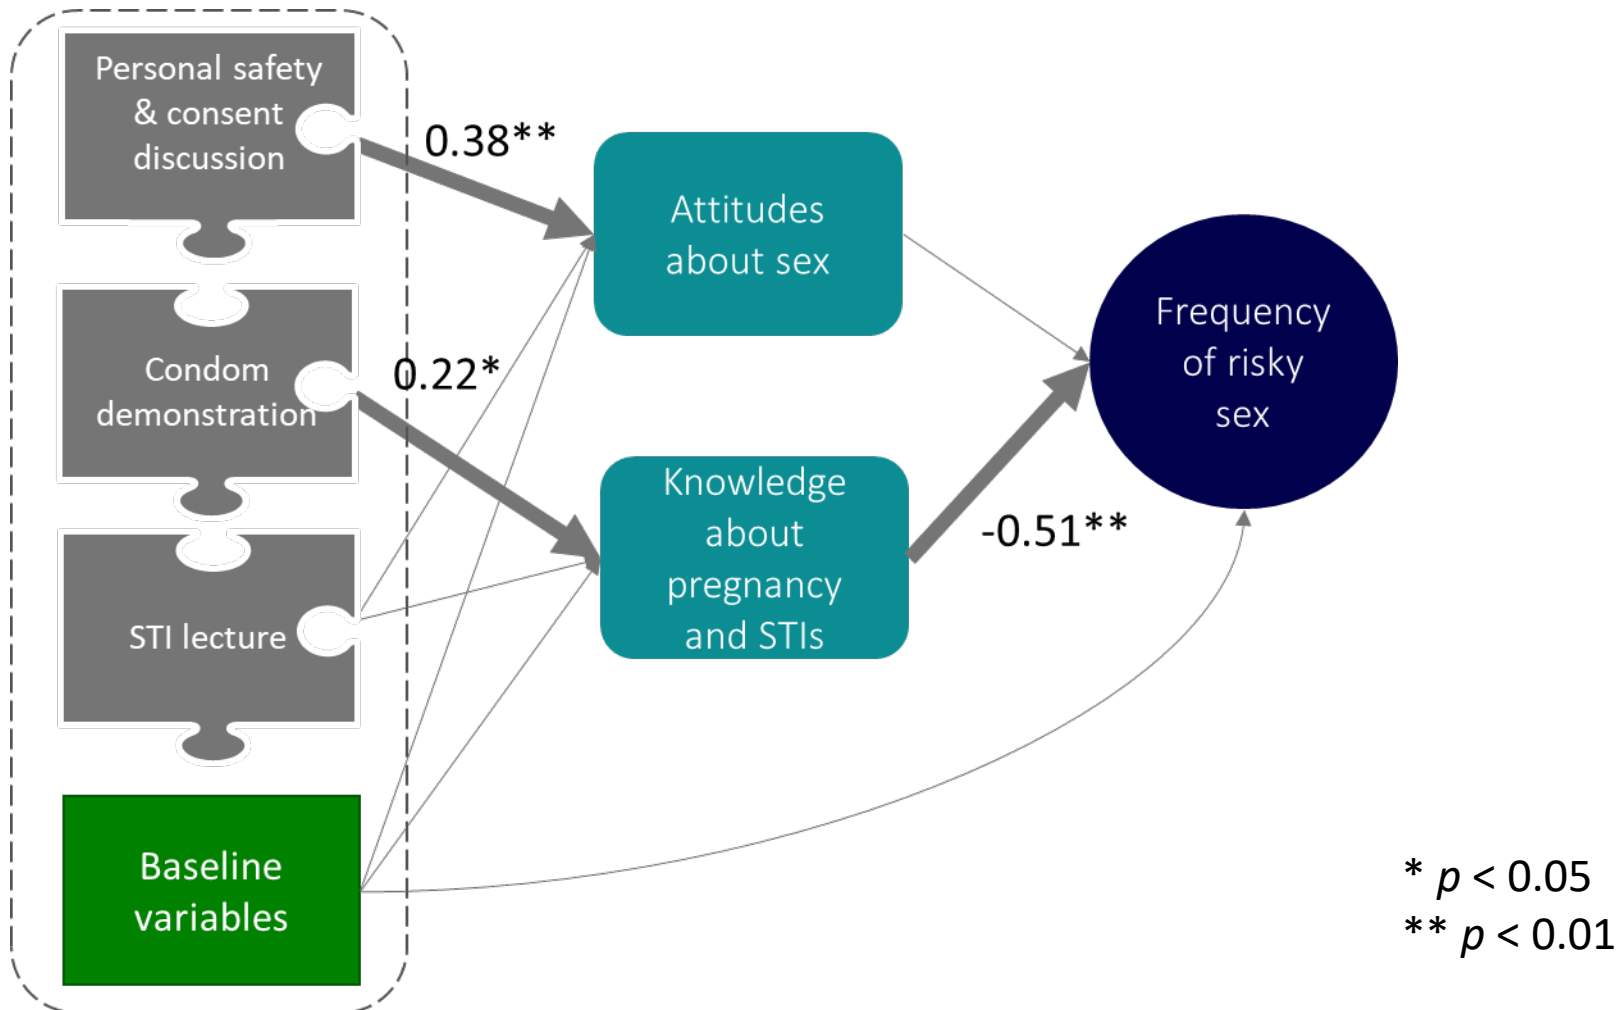 Personal safety
& consent
discussion
0.38**
Attitudes
about sex
Frequency
of risky
sex
Condom
demonstration
0.22*
Knowledge
about
pregnancy
and STIs
-0.51**
STI lecture
Baseline
variables
* p < 0.05
** p < 0.01